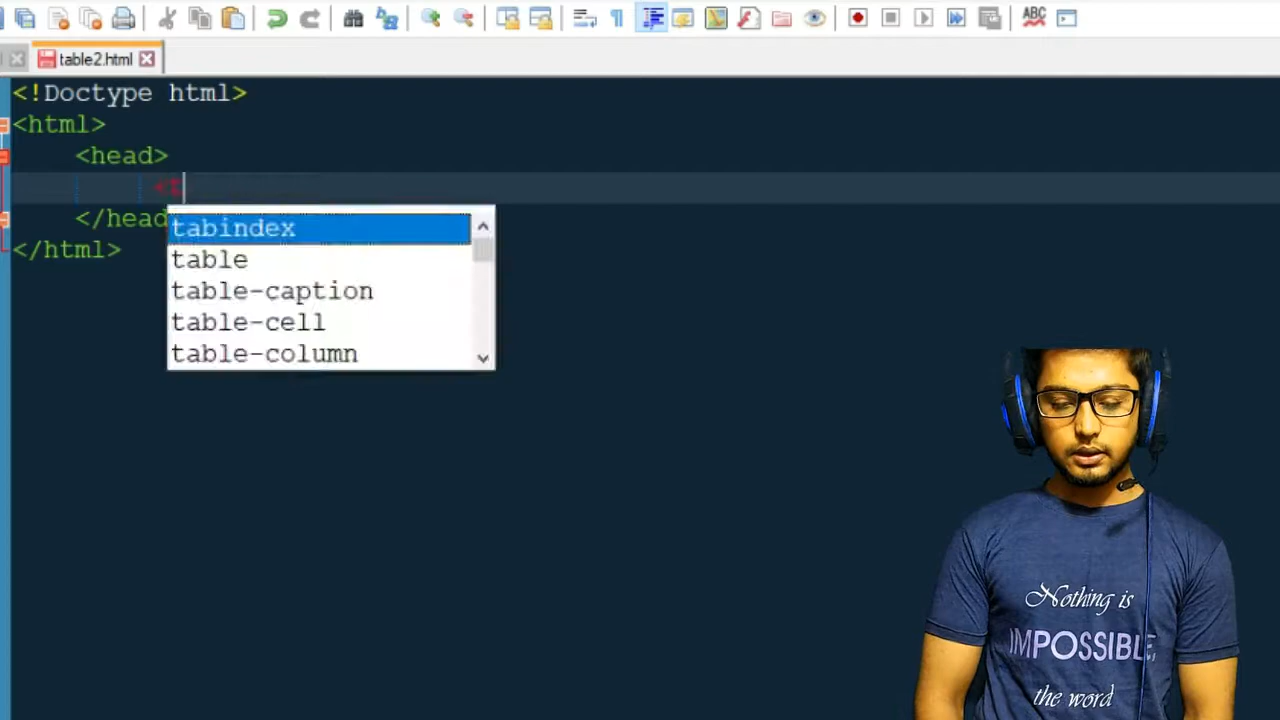 ABC
table2.html
<!Doctype html>
<html>
<head>
<t
</head
</html>
tabindex
table
table-caption
table-cell
table-column
Nothing is
IMPOSSIBLE,
the word